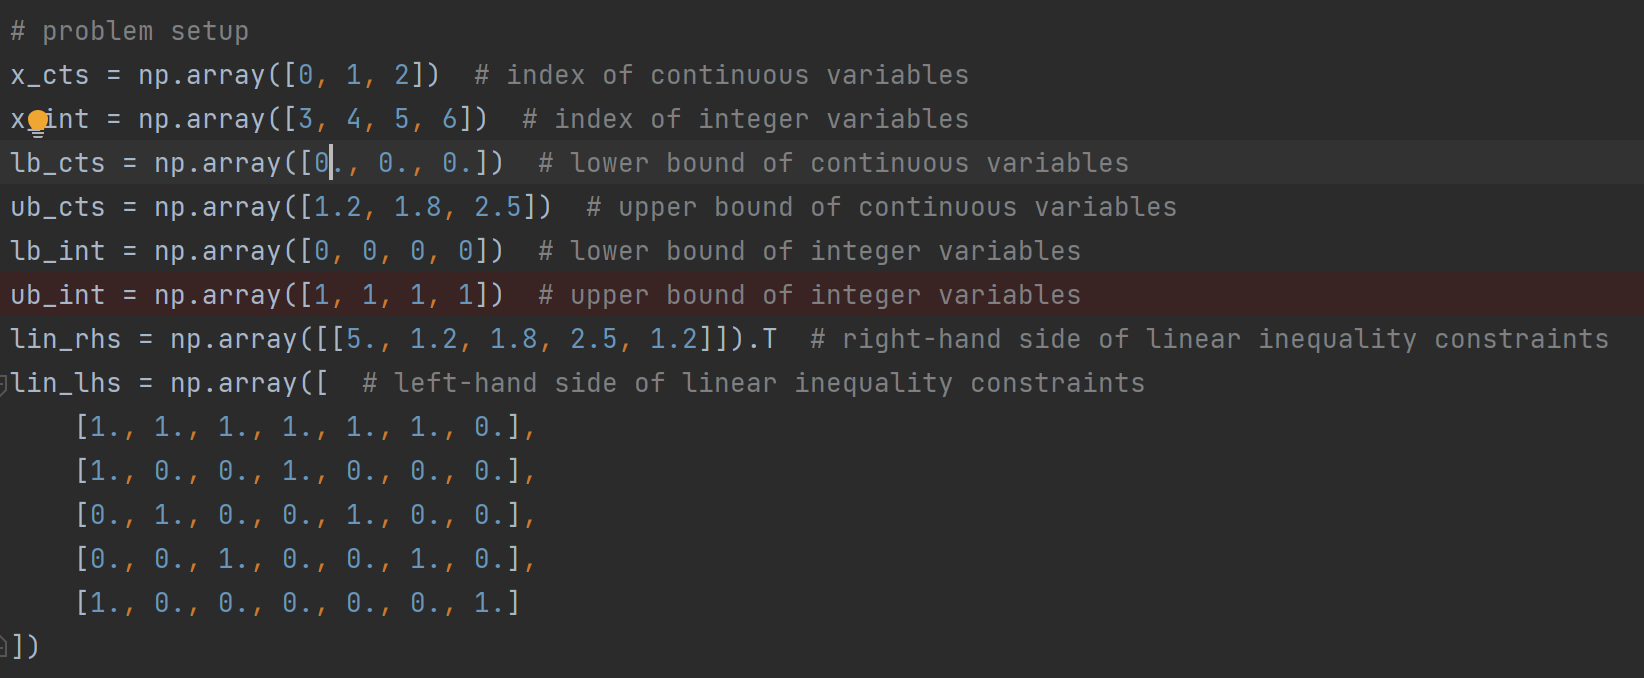 # problem setup
x_cts = np.array([0, 1, 2])  # index of continuous variables
x_int = np.array([3, 4, 5, 6])  # index of integer variables
lb_cts = np.array([0., 0., 0.])  # lower bound of continuous variables
ub_cts = np.array([1.2, 1.8, 2.5])  # upper bound of continuous variables
lb_int = np.array([0, 0, 0, 0])  # lower bound of integer variables
ub_int = np.array([1, 1, 1, 1])  # upper bound of integer variables
lin_rhs = np.array([[5., 1.2, 1.8, 2.5, 1.2]]).T  # right-hand side of linear inequality constraints
lin_lhs = np.array([  # left-hand side of linear inequality constraints
    [1., 1., 1., 1., 1., 1., 0.],
    [1., 0., 0., 1., 0., 0., 0.],
    [0., 1., 0., 0., 1., 0., 0.],
    [0., 0., 1., 0., 0., 1., 0.],
    [1., 0., 0., 0., 0., 0., 1.]
])